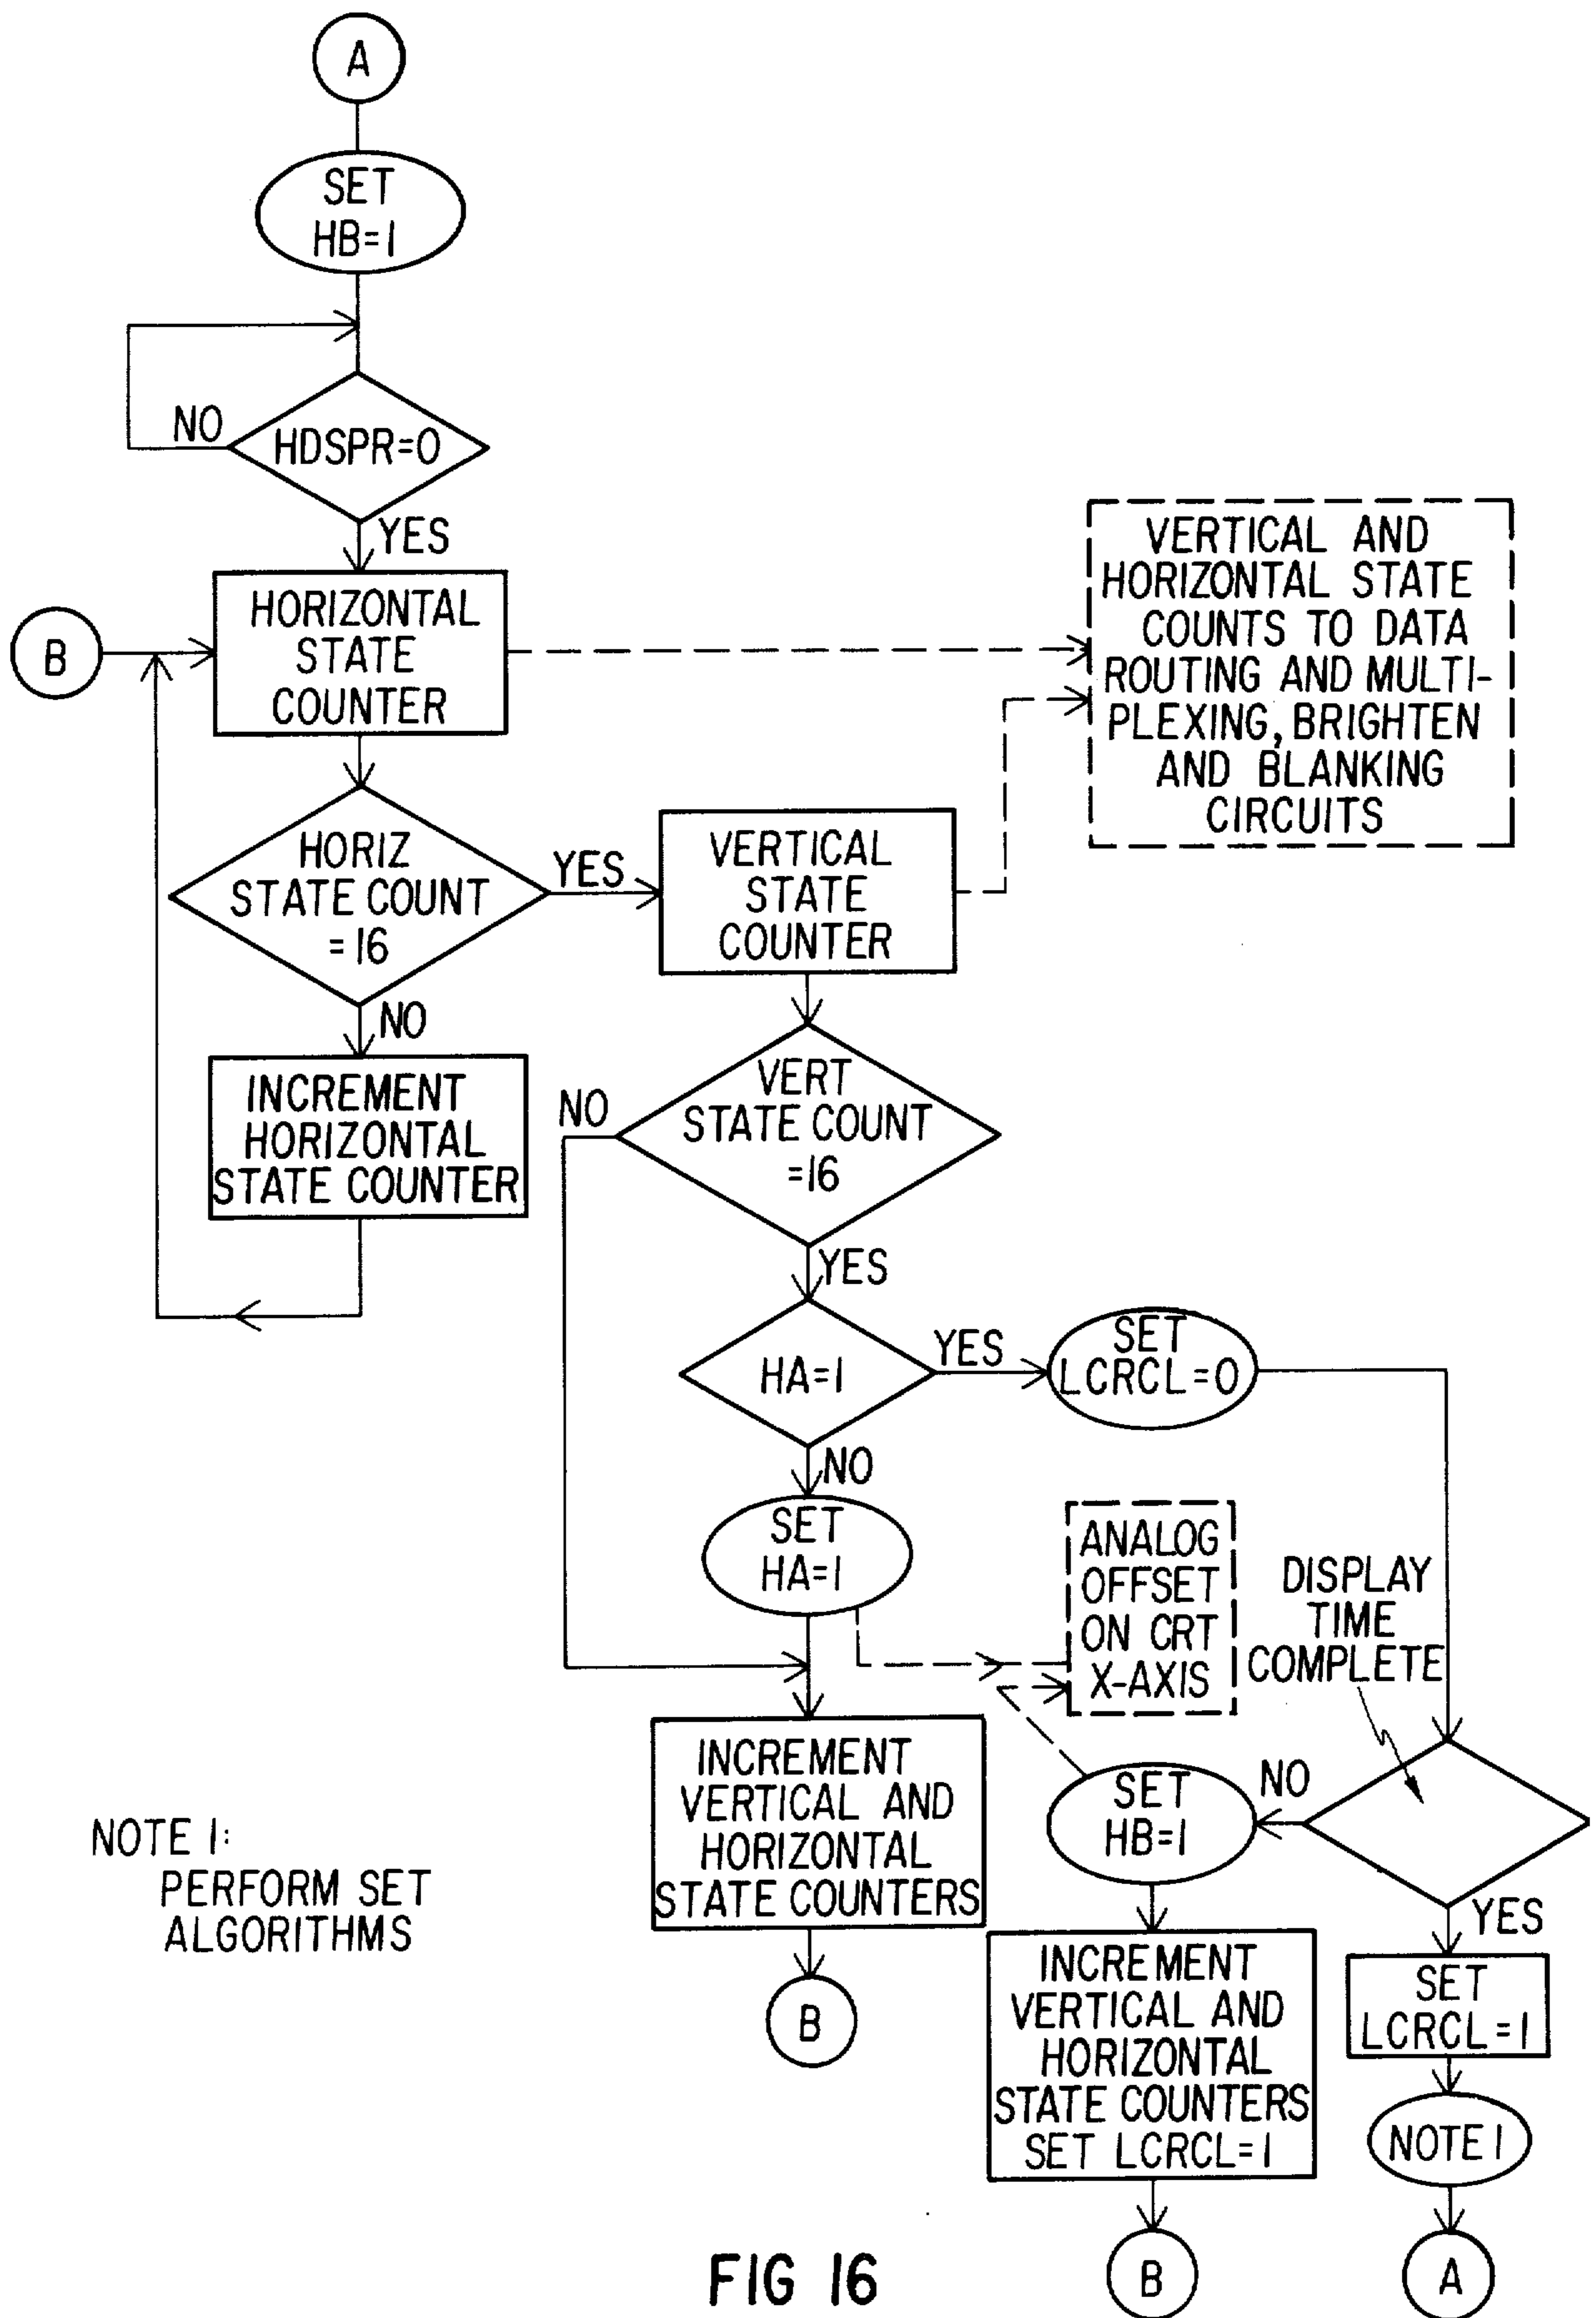 A
SET
HB=1
NO
HDSPR=0
YES
B
HORIZONTAL
STATE
COUNTER
VERTICAL AND
HORIZONTAL STATE
COUNTS TO DATA
ROUTING AND MULTI-
PLEXING, BRIGHTEN
AND BLANKING
CIRCUITS
HORIZ
STATE COUNT
=16
YES
VERTICAL
STATE
COUNTER
NO
INCREMENT
HORIZONTAL
STATE COUNTER
NO
VERT
STATE COUNT
=16
YES
HA=1
YES
SET
LCRCL=0
NO
SET
HA=1
ANALOG
OFFSET
ON CRT
X-AXIS
DISPLAY
TIME
COMPLETE
INCREMENT
VERTICAL AND
HORIZONTAL
STATE COUNTERS
B
SET
HB=1
NO
YES
INCREMENT
VERTICAL AND
HORIZONTAL
STATE COUNTERS
SET LCRCL=1
B
SET
LCRCL=1
NOTE 1
A
NOTE 1:
PERFORM SET
ALGORITHMS
FIG 16